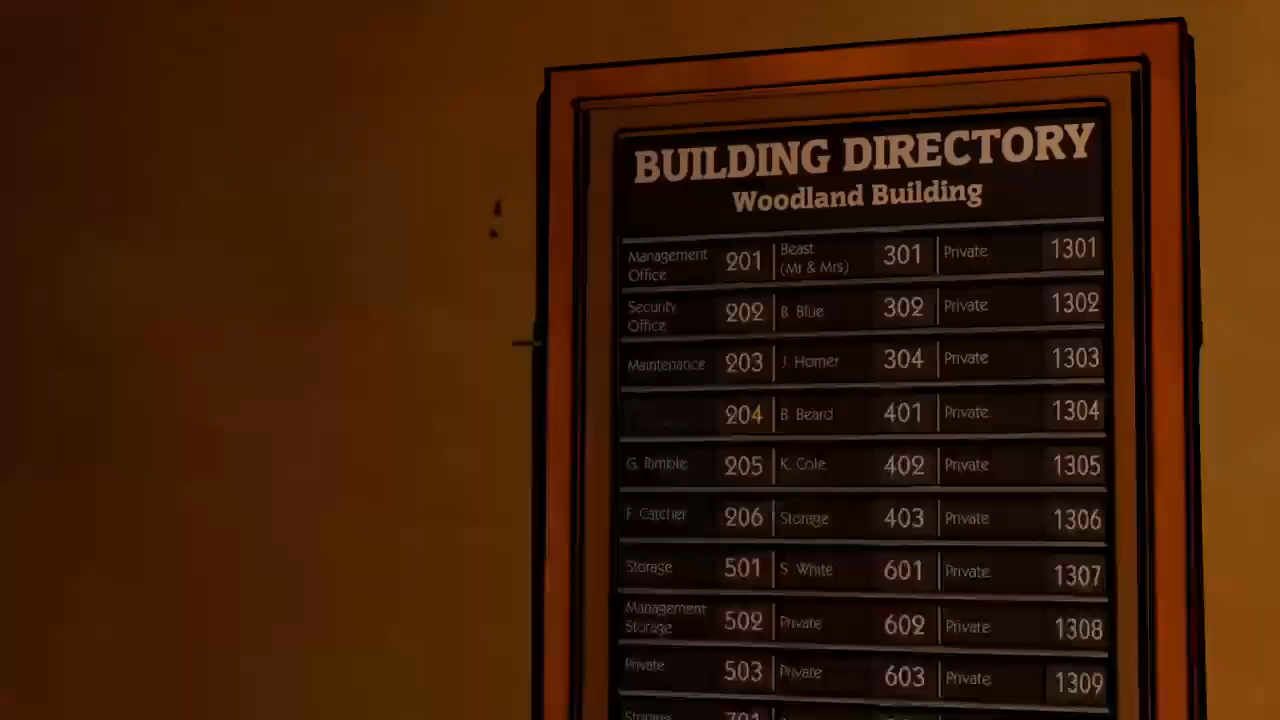 BUILDING DIRECTORY
Woodland Building
Management Office 201 Beast (Mr & Mrs) 301 Private 1301
Security Office 202 B. Blue 302 Private 1302
Maintenance 203 J. Horner 304 Private 1303
204 B. Beard 401 Private 1304
G. Rimble 205 K. Cole 402 Private 1305
F. Catcher 206 Storage 403 Private 1306
Storage 501 S. White 601 Private 1307
Management Storage 502 Private 602 Private 1308
Private 503 Private 603 Private 1309
Storage 701